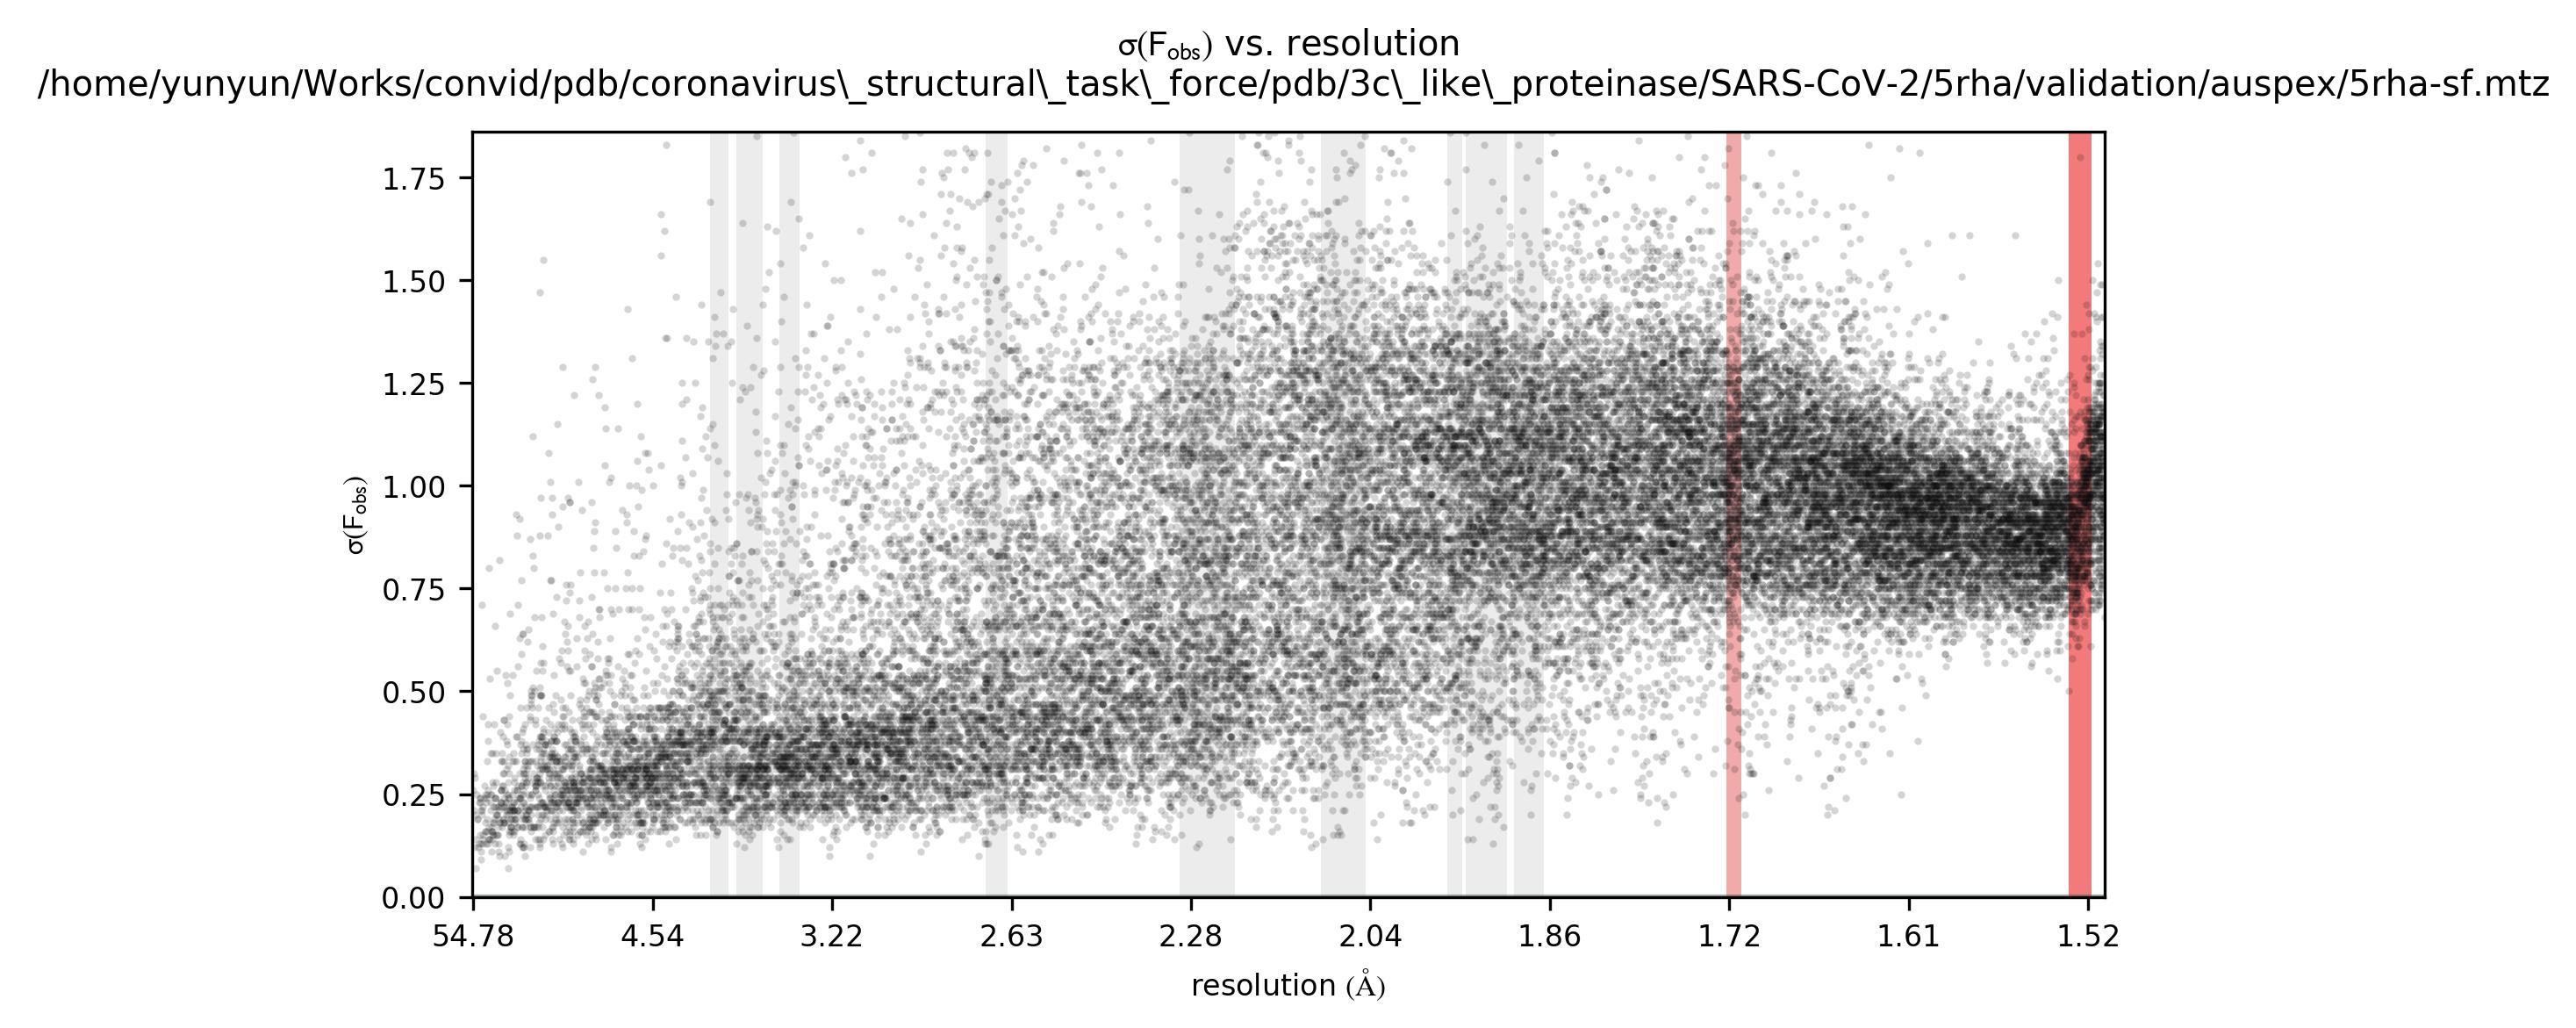 σ(Fobs) vs. resolution
/home/yunyun/Works/convid/pdb/coronavirus\_structural\_task\_force/pdb/3c\_like\_proteinase/SARS-CoV-2/5rha/validation/auspex/5rha-sf.mtz
1.75
1.50
1.25
1.00
0.75
0.50
0.25
0.00
σ(Fobs)
54.78 4.54 3.22 2.63 2.28 2.04 1.86 1.72 1.61 1.52
resolution (Å)